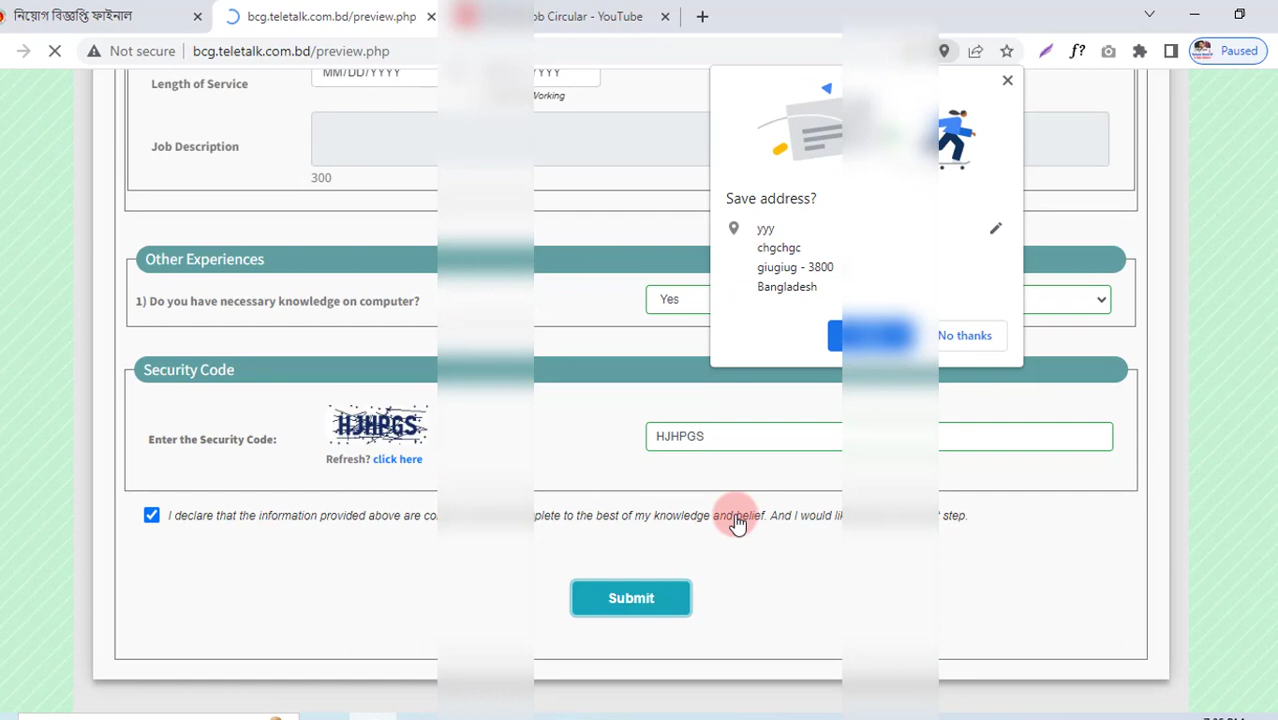 নিয়োগ বিজ্ঞপ্তি ফাইনাল
bcg.teletalk.com.bd/preview.php
ob Circular - YouTube
Not secure
bcg.teletalk.com.bd/preview.php
f?
Paused
Length of Service
MM/DD/YYYY
YYYY
Working
Job Description
300
Save address?
yyy
chgchgc
giugiug - 3800
Bangladesh
No thanks
Other Experiences
1) Do you have necessary knowledge on computer?
Yes
Security Code
Enter the Security Code:
HJHPGS
HJHPGS
Refresh? click here
I declare that the information provided above are co plete to the best of my knowledge and belief. And I would li t step.
Submit